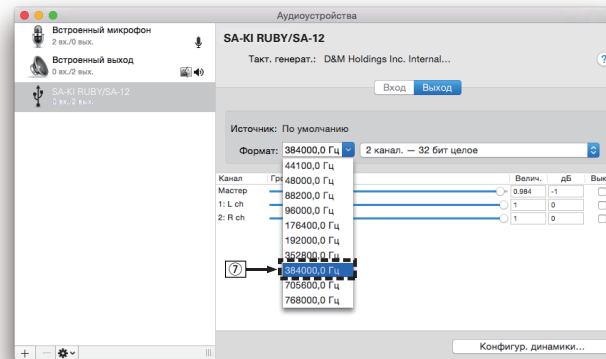 Аудиоустройства
Встроенный микрофон
2 вх./0 вых.
Встроенный выход
0 вх./2 вых.
SA-KI RUBY/SA-12
0 вх./2 вых.
SA-KI RUBY/SA-12
Такт. генерат.: D&M Holdings Inc. Internal...
?
Вход Выход
Источник: По умолчанию
Формат: 384000,0 Гц 2 канал. — 32 бит целое
44100,0 Гц
48000,0 Гц
88200,0 Гц
96000,0 Гц
176400,0 Гц
192000,0 Гц
352800,0 Гц
⑦ 384000,0 Гц
705600,0 Гц
768000,0 Гц
Канал Гр Велич. дБ Вык
Мастер 0.984 -1
1: L ch 1 0
2: R ch 1 0
+ −
Конфигур. динамики...